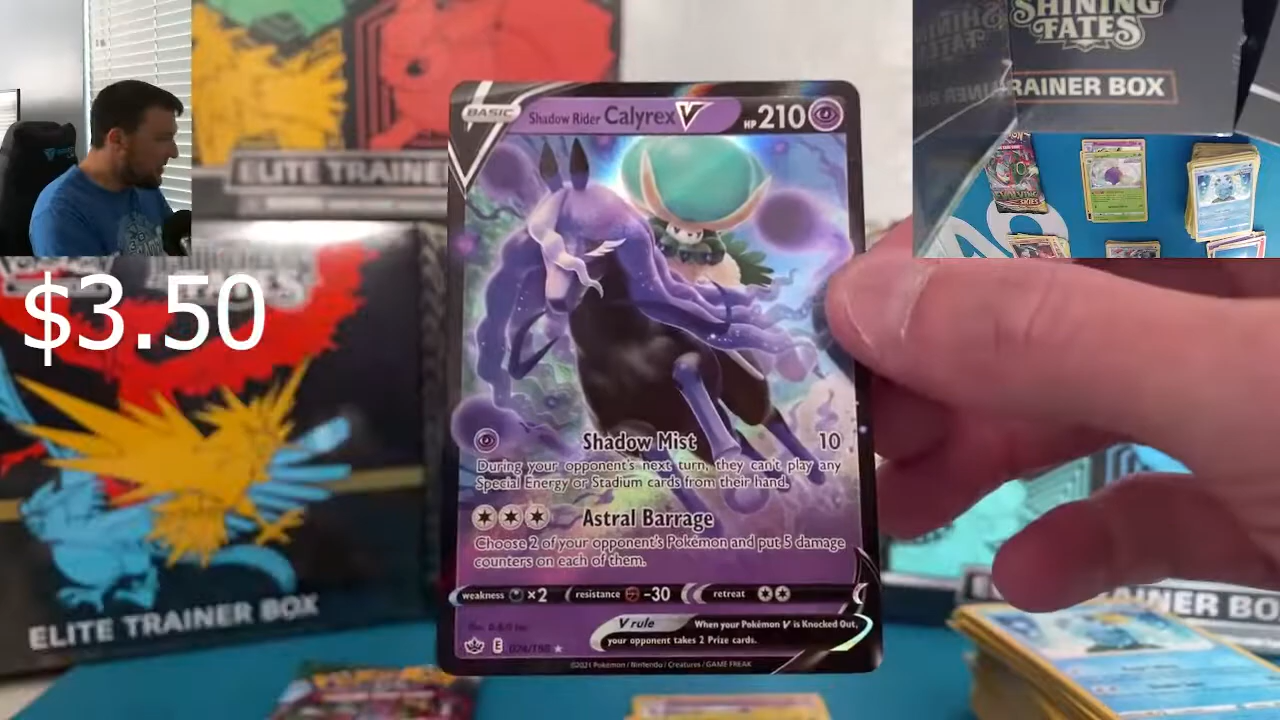 SHINING
FATES
TRAINER BOX
ELITE TRAINER
$3.50
ELITE TRAINER BOX
BASIC
Shadow Rider Calyrex V HP 210
Shadow Mist 10
During your opponent's next turn, they can't play any
Special Energy or Stadium cards from their hand.
Astral Barrage
Choose 2 of your opponent's Pokémon and put 5 damage
counters on each of them.
weakness ×2 resistance -30 retreat
V rule When your Pokémon V is Knocked Out,
your opponent takes 2 Prize cards.
E
©2021 Pokémon / Nintendo / Creatures / GAME FREAK